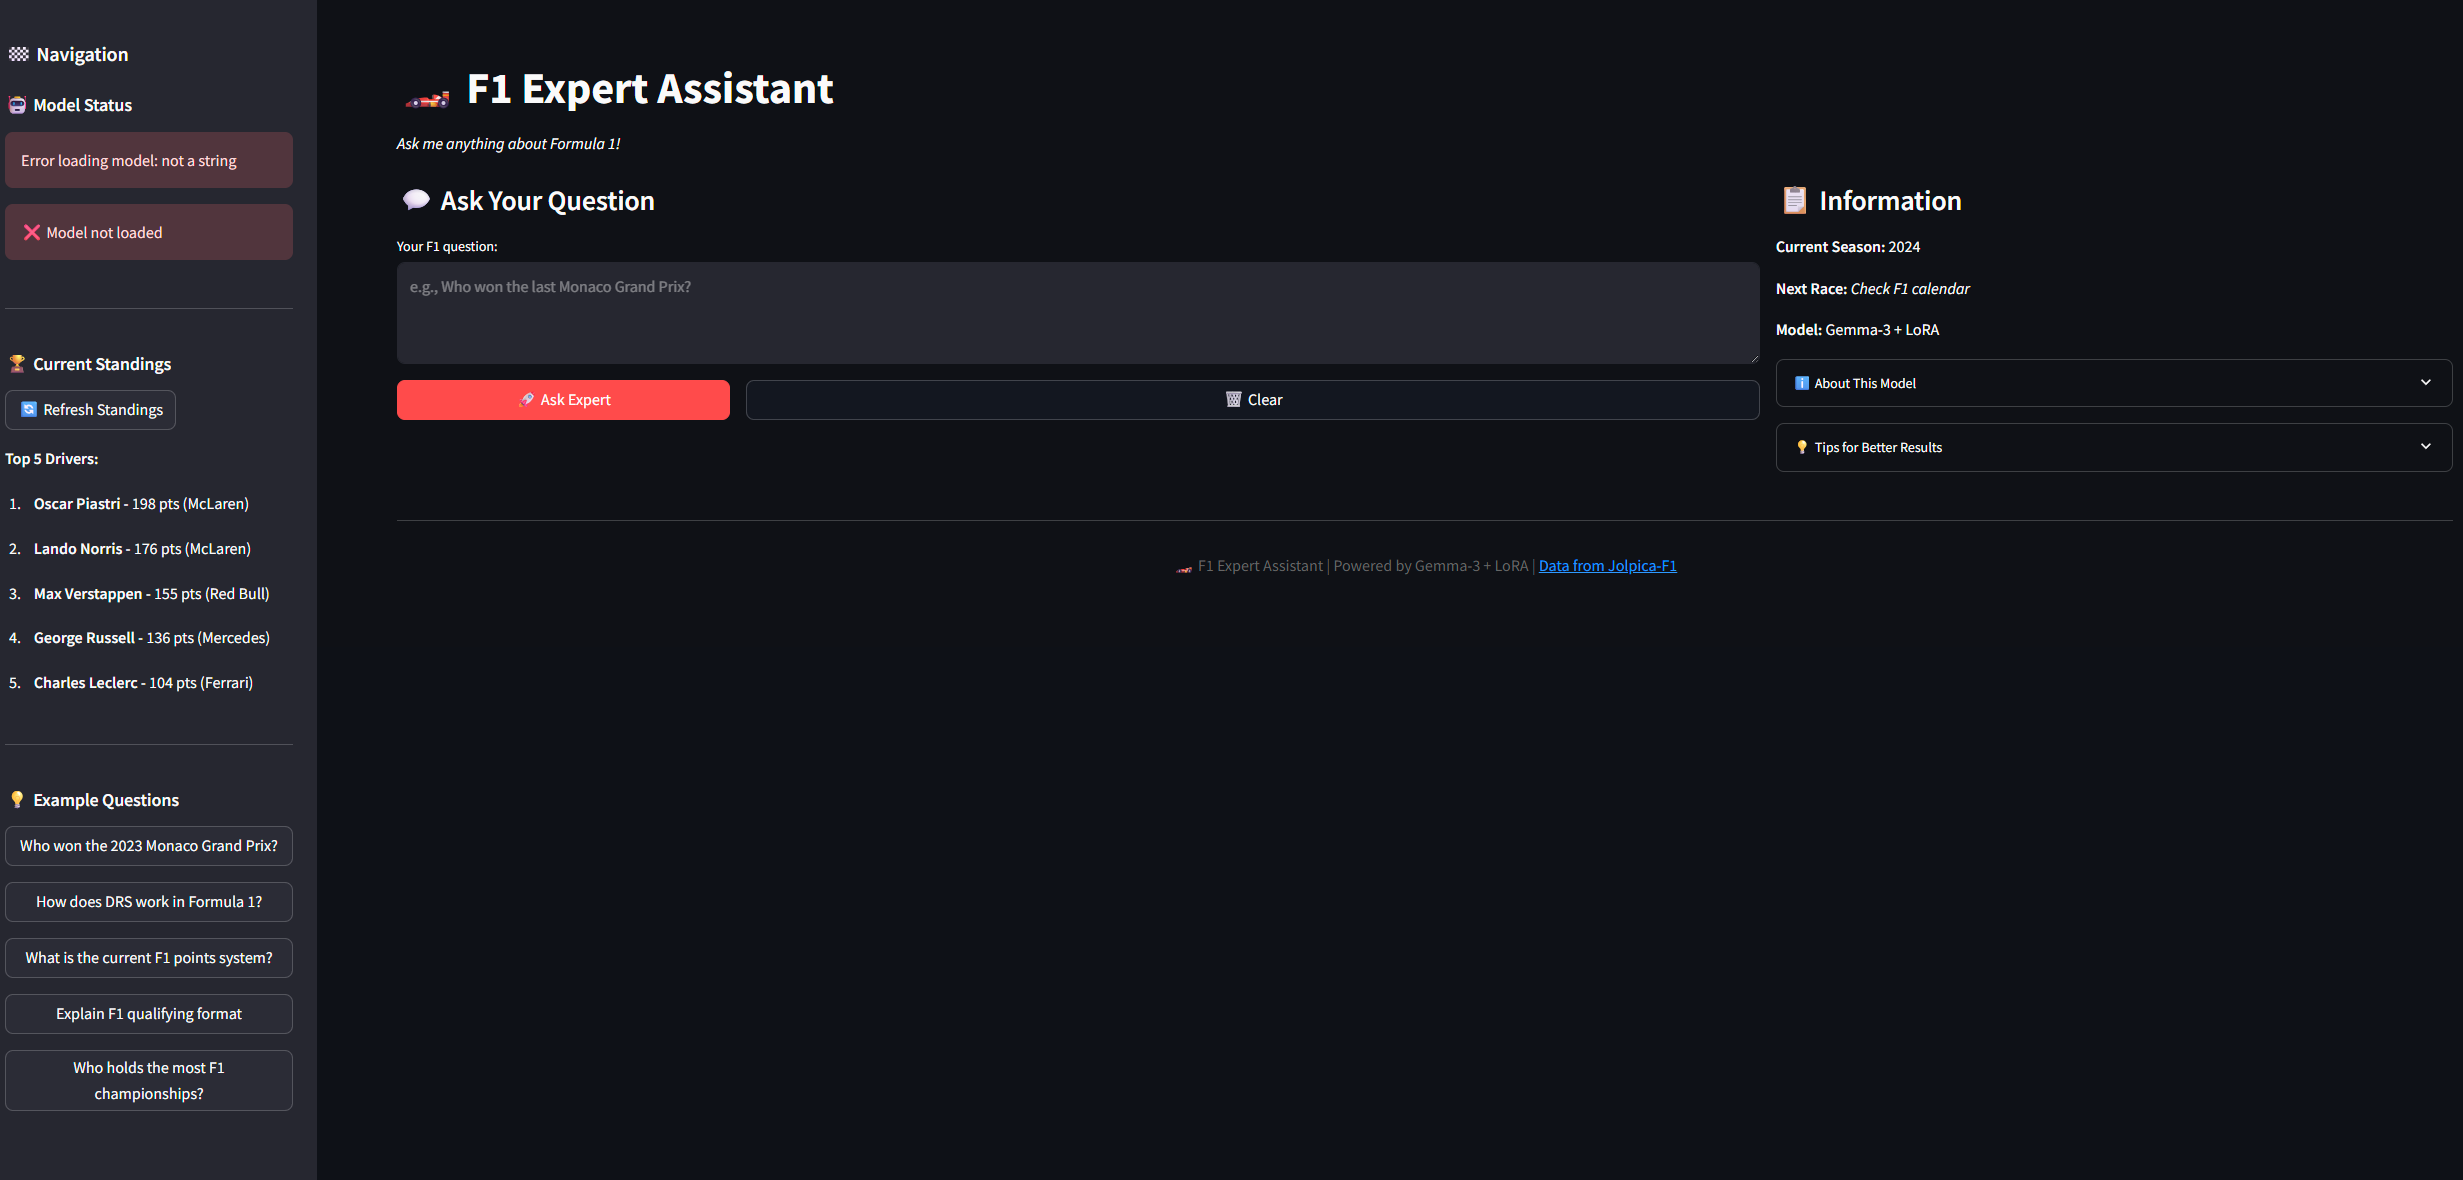 Navigation
Model Status
Error loading model: not a string
Model not loaded
Current Standings
Refresh Standings
Top 5 Drivers:
1. Oscar Piastri - 198 pts (McLaren)
2. Lando Norris - 176 pts (McLaren)
3. Max Verstappen - 155 pts (Red Bull)
4. George Russell - 136 pts (Mercedes)
5. Charles Leclerc - 104 pts (Ferrari)
Example Questions
Who won the 2023 Monaco Grand Prix?
How does DRS work in Formula 1?
What is the current F1 points system?
Explain F1 qualifying format
Who holds the most F1
championships?
F1 Expert Assistant
Ask me anything about Formula 1!
Ask Your Question
Your F1 question:
e.g., Who won the last Monaco Grand Prix?
Ask Expert
Clear
Information
Current Season: 2024
Next Race: Check F1 calendar
Model: Gemma-3 + LoRA
About This Model
Tips for Better Results
F1 Expert Assistant | Powered by Gemma-3 + LoRA | Data from Jolpica-F1